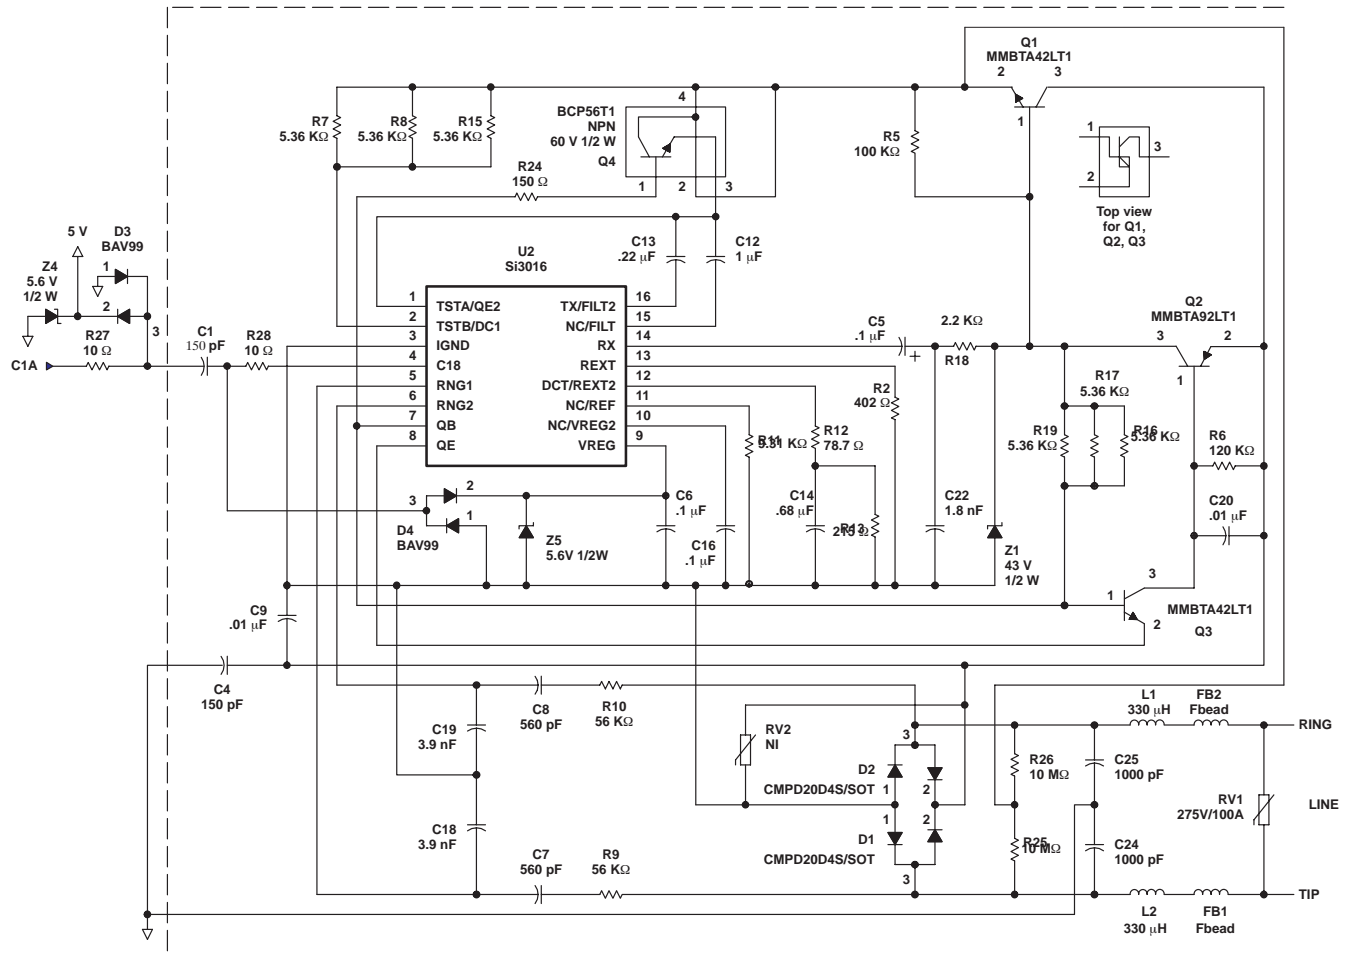 Q1
MMBTA42LT1
2 3
1
4
BCP56T1
NPN
60 V 1/2 W
Q4
R7
5.36 KΩ
R8
5.36 KΩ
R15
5.36 KΩ
R5
100 KΩ
1
3
2
Top view
for Q1,
Q2, Q3
R24
150 Ω
1 2 3
5 V
D3
BAV99
Z4
5.6 V
1/2 W
1
2
3
R27
10 Ω
C1
150 pF
R28
10 Ω
C1A
U2
Si3016
C13
.22 µF
C12
1 µF
1 TSTA/QE2 TX/FILT2 16
2 TSTB/DC1 NC/FILT 15
3 IGND RX 14
4 C18 REXT 13
5 RNG1 DCT/REXT2 12
6 RNG2 NC/REF 11
7 QB NC/VREG2 10
8 QE VREG 9
C5
.1 µF
+
2.2 KΩ
R18
Q2
MMBTA92LT1
3 2
1
R17
5.36 KΩ
R2
402 Ω
R11
5.31 KΩ
R12
78.7 Ω
R19
5.36 KΩ
R16
5.36 KΩ
R6
120 KΩ
3
2
1
D4
BAV99
Z5
5.6V 1/2W
C6
.1 µF
C16
.1 µF
C14
.68 µF
R13
215 Ω
C22
1.8 nF
Z1
43 V
1/2 W
C20
.01 µF
3
1
2
MMBTA42LT1
Q3
C9
.01 µF
C4
150 pF
C8
560 pF
R10
56 KΩ
C19
3.9 nF
C18
3.9 nF
C7
560 pF
R9
56 KΩ
RV2
NI
3
D2
CMPD20D4S/SOT
1 2
1 2
D1
CMPD20D4S/SOT
3
R26
10 MΩ
R25
10 MΩ
C25
1000 pF
C24
1000 pF
L1
330 µH
FB2
Fbead
RING
RV1
275V/100A
LINE
TIP
L2
330 µH
FB1
Fbead